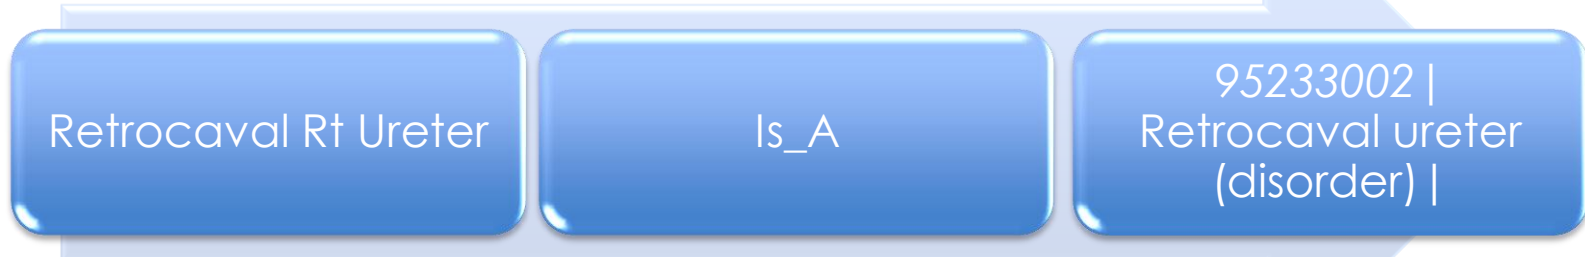 Retrocaval Rt Ureter
Is_A
95233002|
Retrocaval ureter
(disorder)|